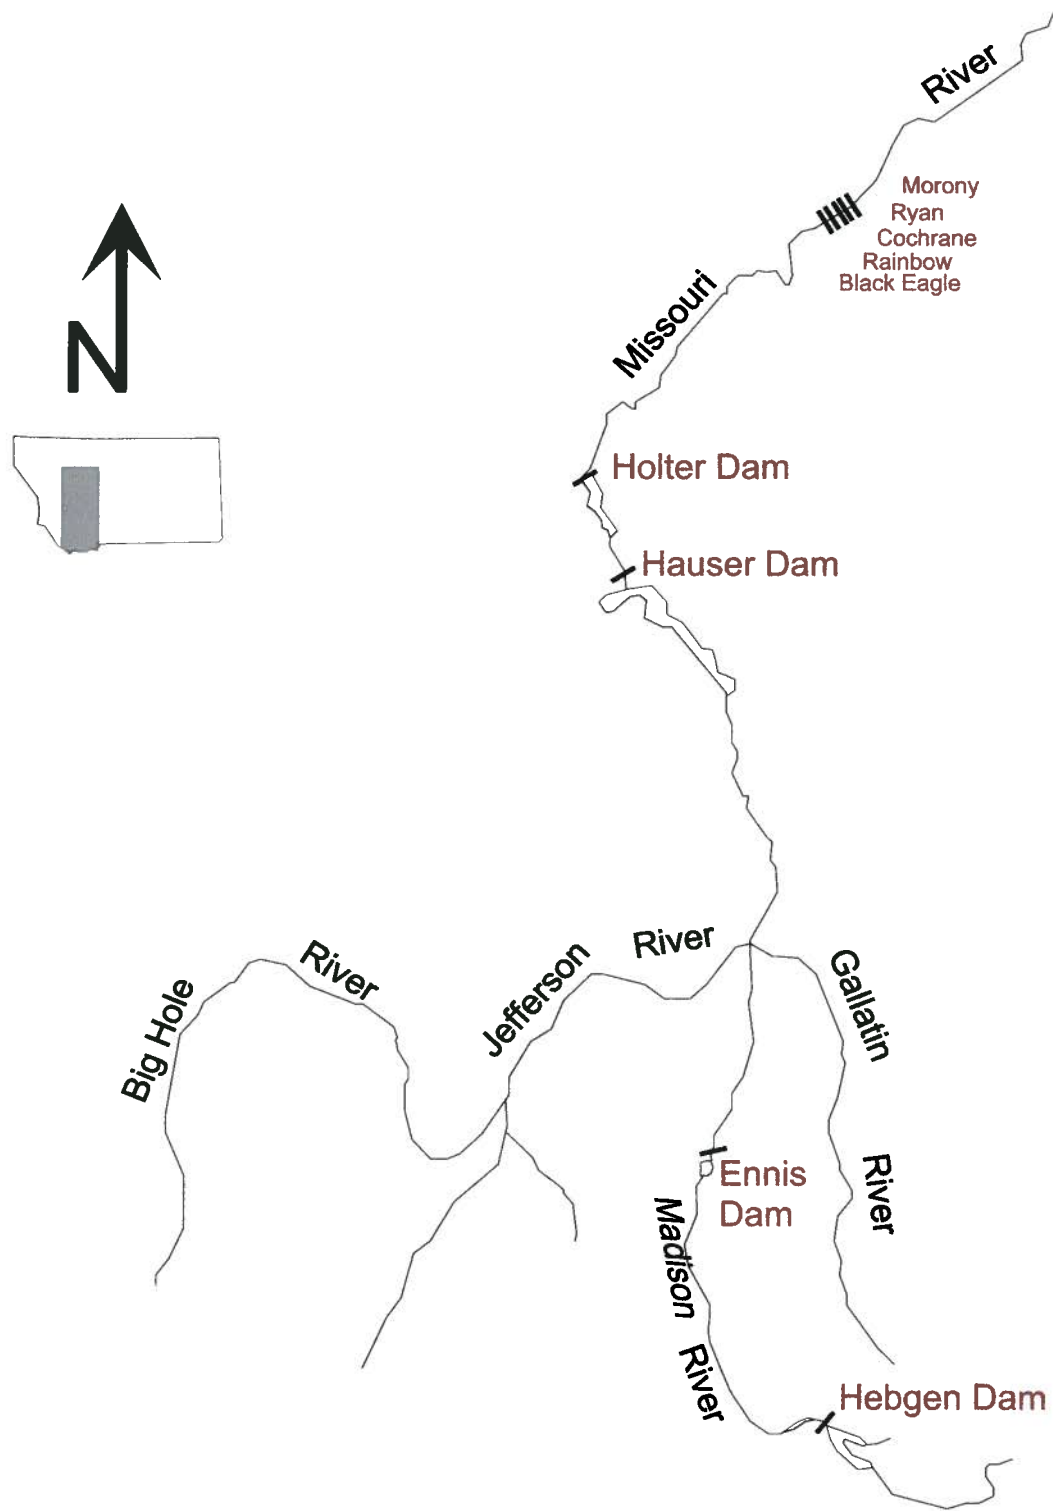 River
Morony
Ryan
Cochrane
Rainbow
Black Eagle
Missouri
N
Holter Dam
Hauser Dam
River
River
Jefferson
Gallatin
Big Hole
Ennis
Dam
River
Madison
River
Hebgen Dam